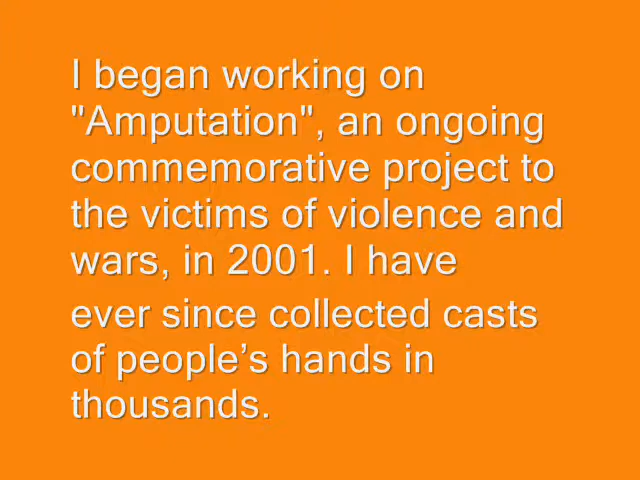 I began working on
"Amputation", an ongoing
commemorative project to
the victims of violence and
wars, in 2001. I have
ever since collected casts
of people’s hands in
thousands.